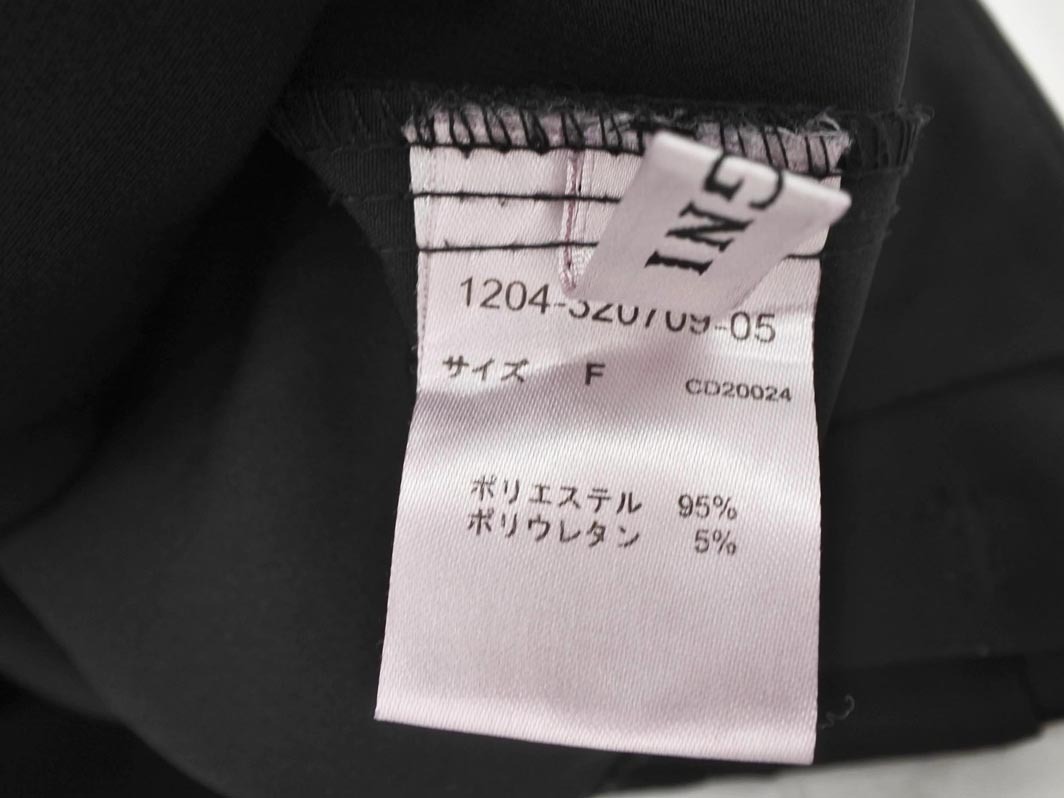 GNI
1204-320709-05
サイズ F CD20024
ポリエステル 95%
ポリウレタン 5%